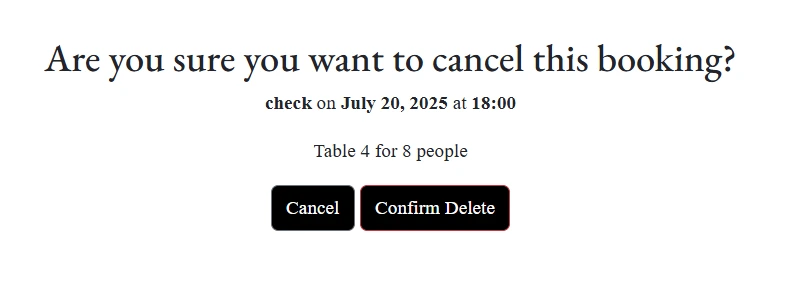 Are you sure you want to cancel this booking?
check on July 20, 2025 at 18:00
Table 4 for 8 people
Cancel Confirm Delete